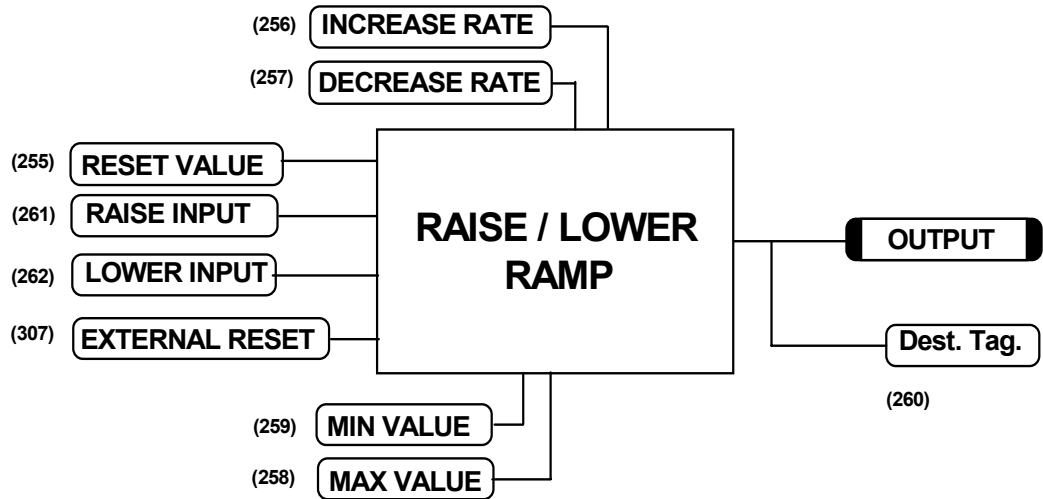 (256) INCREASE RATE
(257) DECREASE RATE
(255) RESET VALUE
(261) RAISE INPUT
(262) LOWER INPUT
(307) EXTERNAL RESET
RAISE / LOWER
RAMP
OUTPUT
Dest. Tag.
(260)
(259) MIN VALUE
(258) MAX VALUE